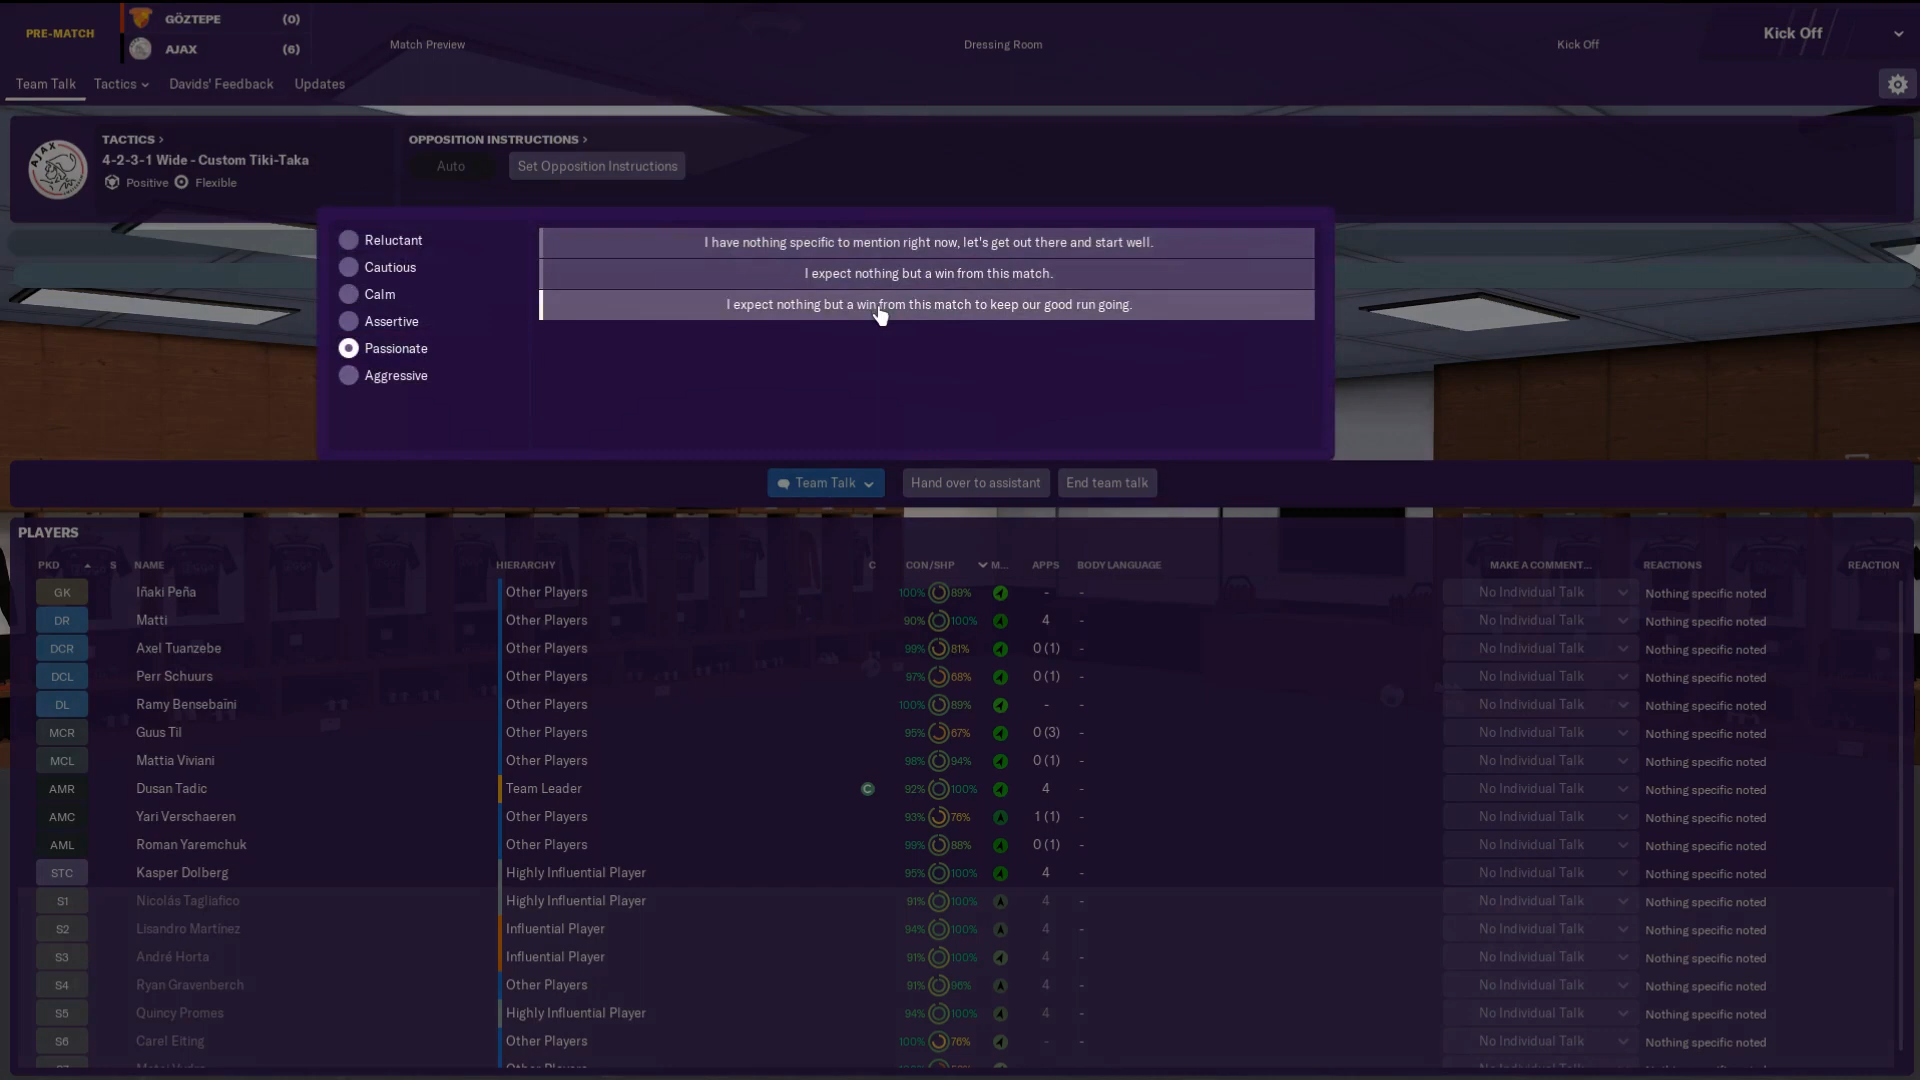 PRE-MATCH
GÖZTEPE (0)
AJAX (6)
Match Preview
Dressing Room
Kick Off
Kick Off
Team Talk Tactics Davids' Feedback Updates
AJAX
TACTICS >
4-2-3-1 Wide - Custom Tiki-Taka
Positive Flexible
OPPOSITION INSTRUCTIONS >
Auto Set Opposition Instructions
Reluctant
Cautious
Calm
Assertive
Passionate
Aggressive
I have nothing specific to mention right now, let's get out there and start well.
I expect nothing but a win from this match.
I expect nothing but a win from this match to keep our good run going.
Team Talk Hand over to assistant End team talk
PLAYERS
PKD S NAME HIERARCHY C CON/SHP M... APPS BODY LANGUAGE MAKE A COMMENT... REACTIONS REACTION
GK Iñaki Peña Other Players 100% 89% - - No Individual Talk Nothing specific noted
DR Matti Other Players 90% 100% 4 - No Individual Talk Nothing specific noted
DCR Axel Tuanzebe Other Players 99% 81% 0 (1) - No Individual Talk Nothing specific noted
DCL Perr Schuurs Other Players 97% 68% 0 (1) - No Individual Talk Nothing specific noted
DL Ramy Bensebaïni Other Players 100% 89% - - No Individual Talk Nothing specific noted
MCR Guus Til Other Players 95% 67% 0 (3) - No Individual Talk Nothing specific noted
MCL Mattia Viviani Other Players 98% 94% 0 (1) - No Individual Talk Nothing specific noted
AMR Dusan Tadic Team Leader C 92% 100% 4 - No Individual Talk Nothing specific noted
AMC Yari Verschaeren Other Players 93% 76% 1 (1) - No Individual Talk Nothing specific noted
AML Roman Yaremchuk Other Players 99% 88% 0 (1) - No Individual Talk Nothing specific noted
STC Kasper Dolberg Highly Influential Player 95% 100% 4 - No Individual Talk Nothing specific noted
S1 Nicolás Tagliafico Highly Influential Player 91% 100% 4 - No Individual Talk Nothing specific noted
S2 Lisandro Martínez Influential Player 94% 100% 4 - No Individual Talk Nothing specific noted
S3 André Horta Influential Player 91% 100% 4 - No Individual Talk Nothing specific noted
S4 Ryan Gravenberch Other Players 91% 96% 4 - No Individual Talk Nothing specific noted
S5 Quincy Promes Highly Influential Player 94% 100% 4 - No Individual Talk Nothing specific noted
S6 Carel Eiting Other Players 100% 76% - - No Individual Talk Nothing specific noted
Other Players